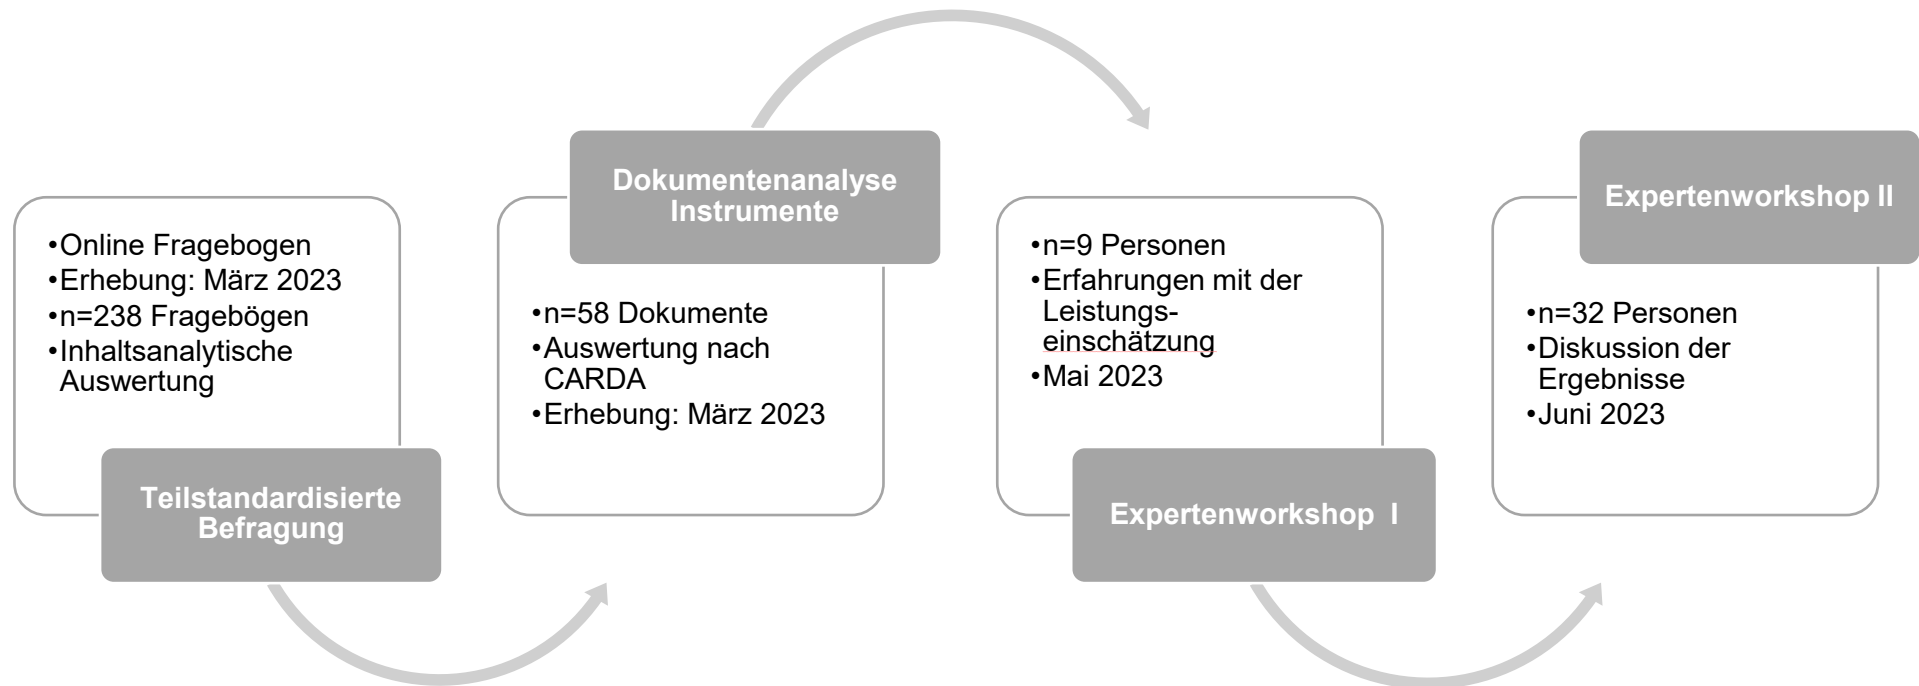 •Online Fragebogen
•Erhebung: März 2023
•n=238 Fragebögen
•Inhaltsanalytische
Auswertung
Teilstandardisierte
Befragung
Dokumentenanalyse
Instrumente
•n=58 Dokumente
•Auswertung nach
CARDA
•Erhebung: März 2023
•n=9 Personen
•Erfahrungen mit der
Leistungs-
einschätzung
•Mai 2023
Expertenworkshop I
Expertenworkshop II
•n=32 Personen
•Diskussion der
Ergebnisse
•Juni 2023